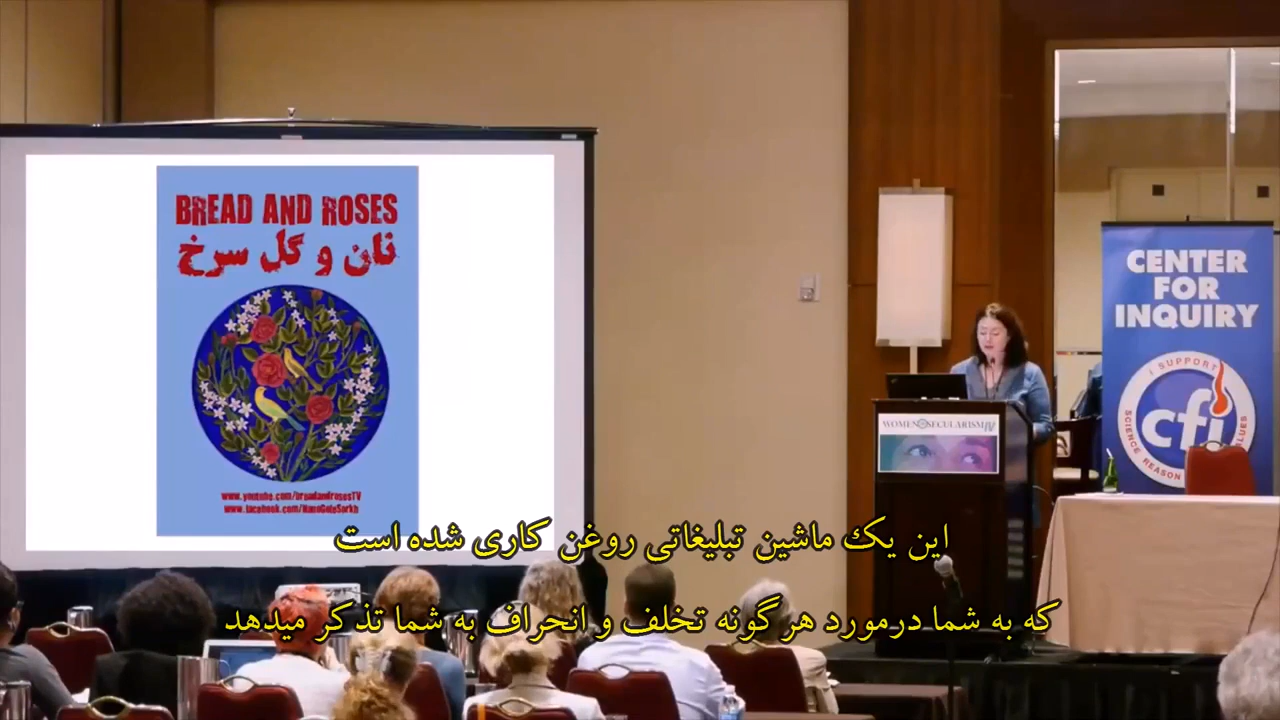 BREAD AND ROSES
نان و گل سرخ
www.youtube.com/breadandrosesTV
www.facebook.com/NanoGoleSorkh
CENTER
FOR
INQUIRY
I SUPPORT
cfi
SCIENCE REASON
WOMEN IN SECULARISM IV
این یک ماشین تبلیغاتی روغن کاری شده است
که به شما درمورد هر گونه تخلف و انحراف به شما تذکر میدهد